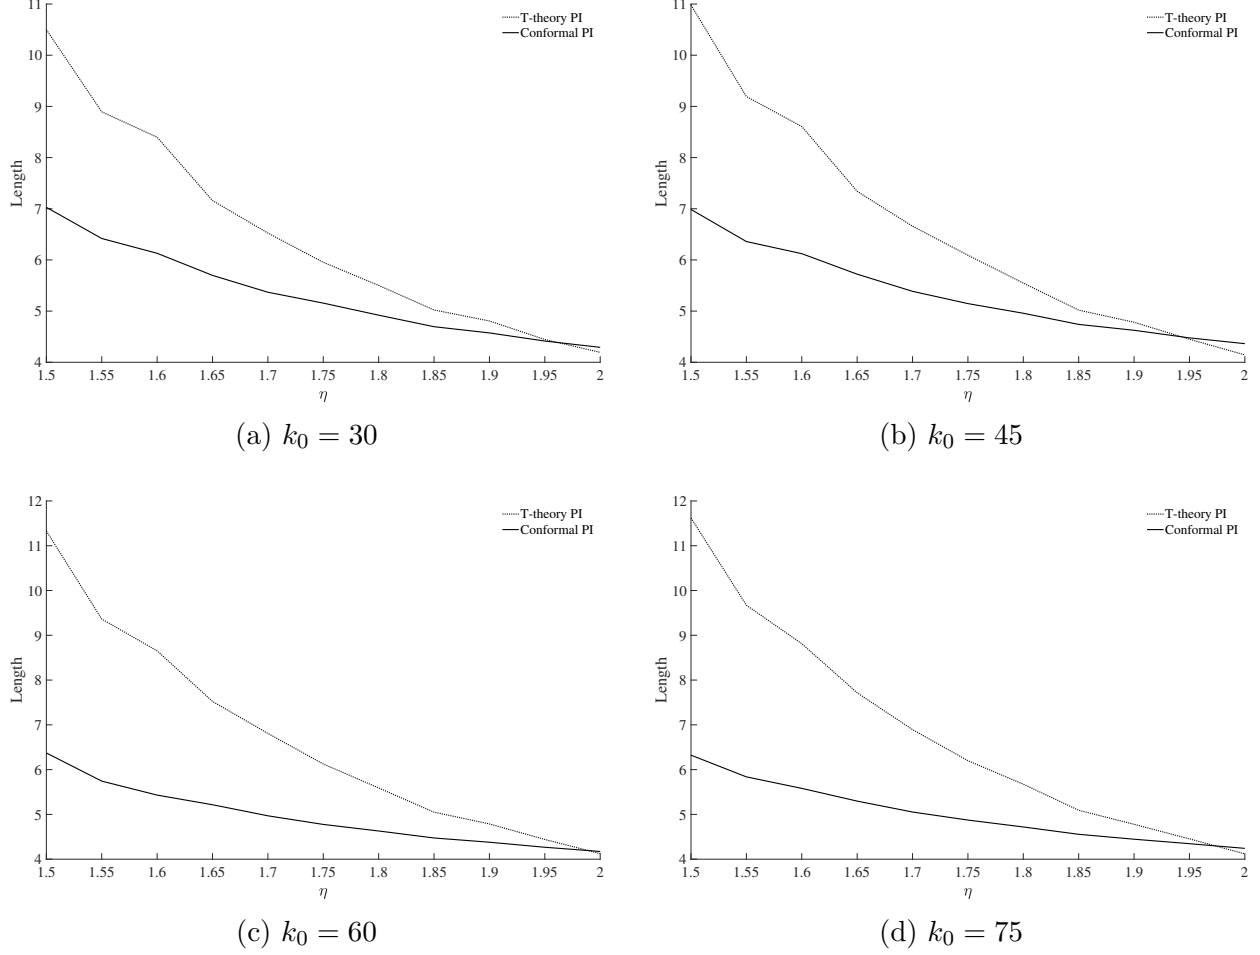 11
10
9
8
7
6
5
4
Length
1.5 1.55 1.6 1.65 1.7 1.75 1.8 1.85 1.9 1.95 2
η
T-theory PI
Conformal PI
(a) k₀ = 30
11
10
9
8
7
6
5
4
Length
1.5 1.55 1.6 1.65 1.7 1.75 1.8 1.85 1.9 1.95 2
η
T-theory PI
Conformal PI
(b) k₀ = 45
12
11
10
9
8
7
6
5
4
Length
1.5 1.55 1.6 1.65 1.7 1.75 1.8 1.85 1.9 1.95 2
η
T-theory PI
Conformal PI
(c) k₀ = 60
12
11
10
9
8
7
6
5
4
Length
1.5 1.55 1.6 1.65 1.7 1.75 1.8 1.85 1.9 1.95 2
η
T-theory PI
Conformal PI
(d) k₀ = 75